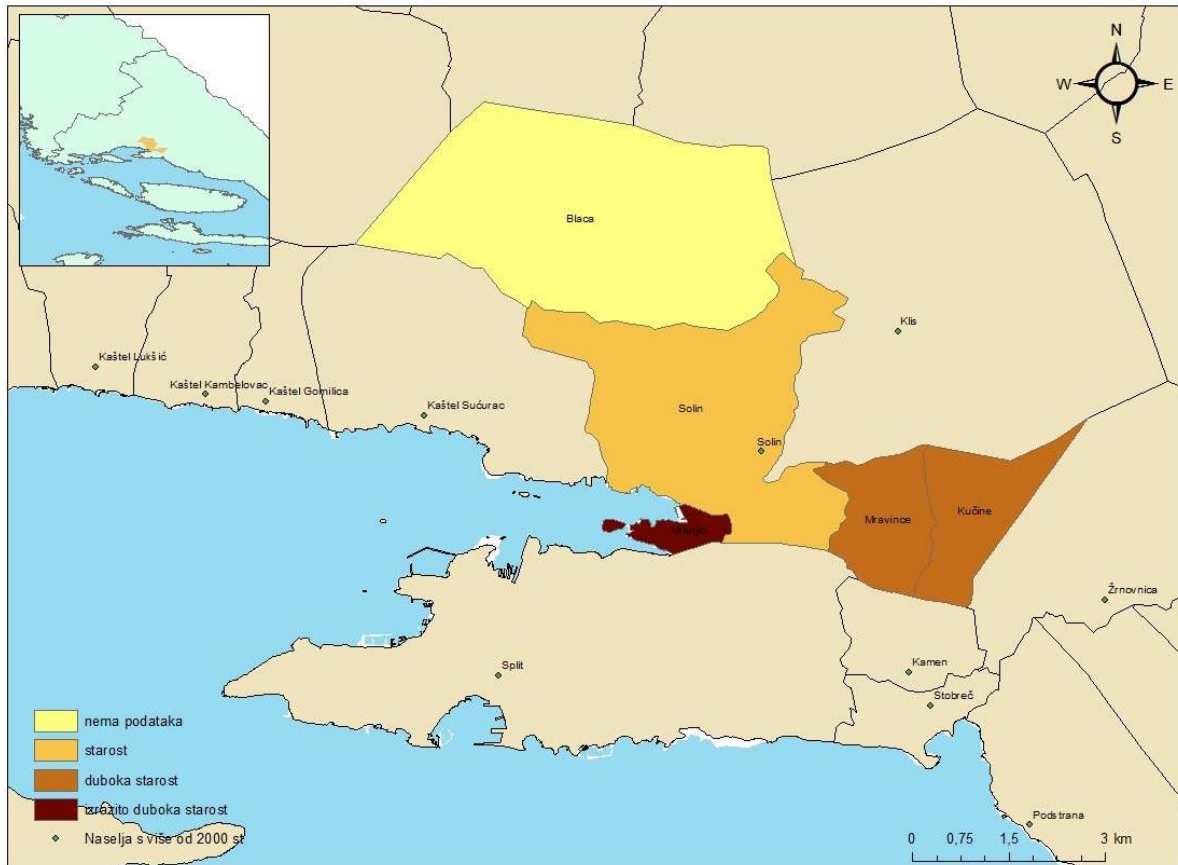 N
W E
S
Blaca
Klis
Kaštel Lukšić
Kaštel Kambelovac
Kaštel Gomilica
Kaštel Sućurac
Solin
Solin
Mravince
Kučine
Vranjic
Žrnovnica
Split
Kamen
Stobreč
Podstrana
nema podataka
starost
duboka starost
izrazito duboka starost
Naselja s više od 2000 st
0 0,75 1,5 3 km